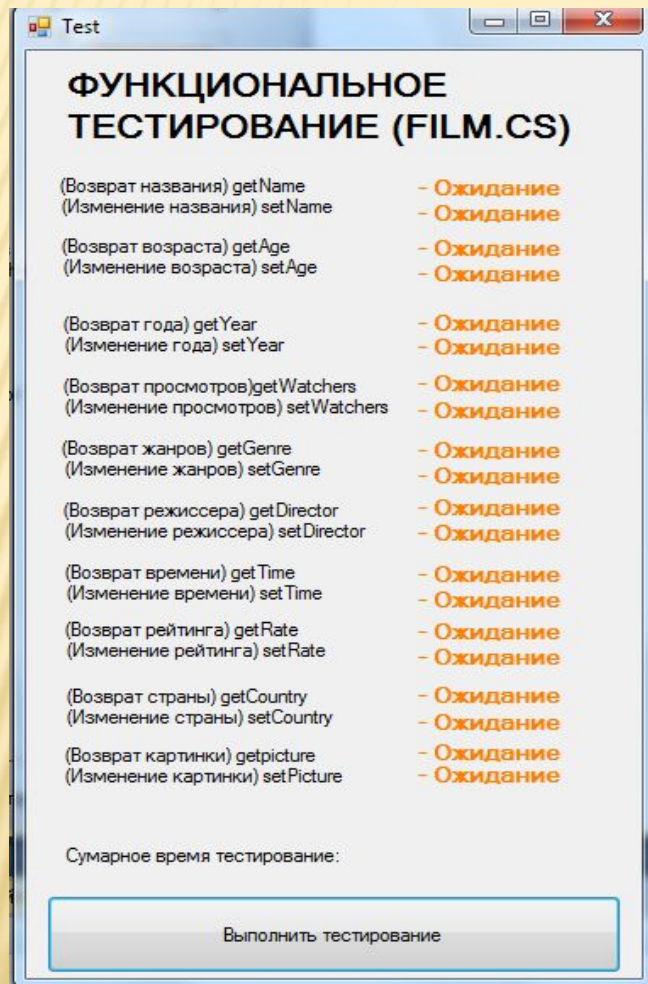 Test
ФУНКЦИОНАЛЬНОЕ
ТЕСТИРОВАНИЕ (FILM.CS)
(Возврат названия) getName - Ожидание
(Изменение названия) setName - Ожидание
(Возврат возраста) getAge - Ожидание
(Изменение возраста) setAge - Ожидание
(Возврат года) getYear - Ожидание
(Изменение года) setYear - Ожидание
(Возврат просмотров)getWatchers - Ожидание
(Изменение просмотров) setWatchers - Ожидание
(Возврат жанров) getGenre - Ожидание
(Изменение жанров) setGenre - Ожидание
(Возврат режиссера) getDirector - Ожидание
(Изменение режиссера) setDirector - Ожидание
(Возврат времени) getTime - Ожидание
(Изменение времени) setTime - Ожидание
(Возврат рейтинга) getRate - Ожидание
(Изменение рейтинга) setRate - Ожидание
(Возврат страны) getCountry - Ожидание
(Изменение страны) setCountry - Ожидание
(Возврат картинки) getpicture - Ожидание
(Изменение картинки) setPicture - Ожидание
Сумарное время тестирование:
Выполнить тестирование